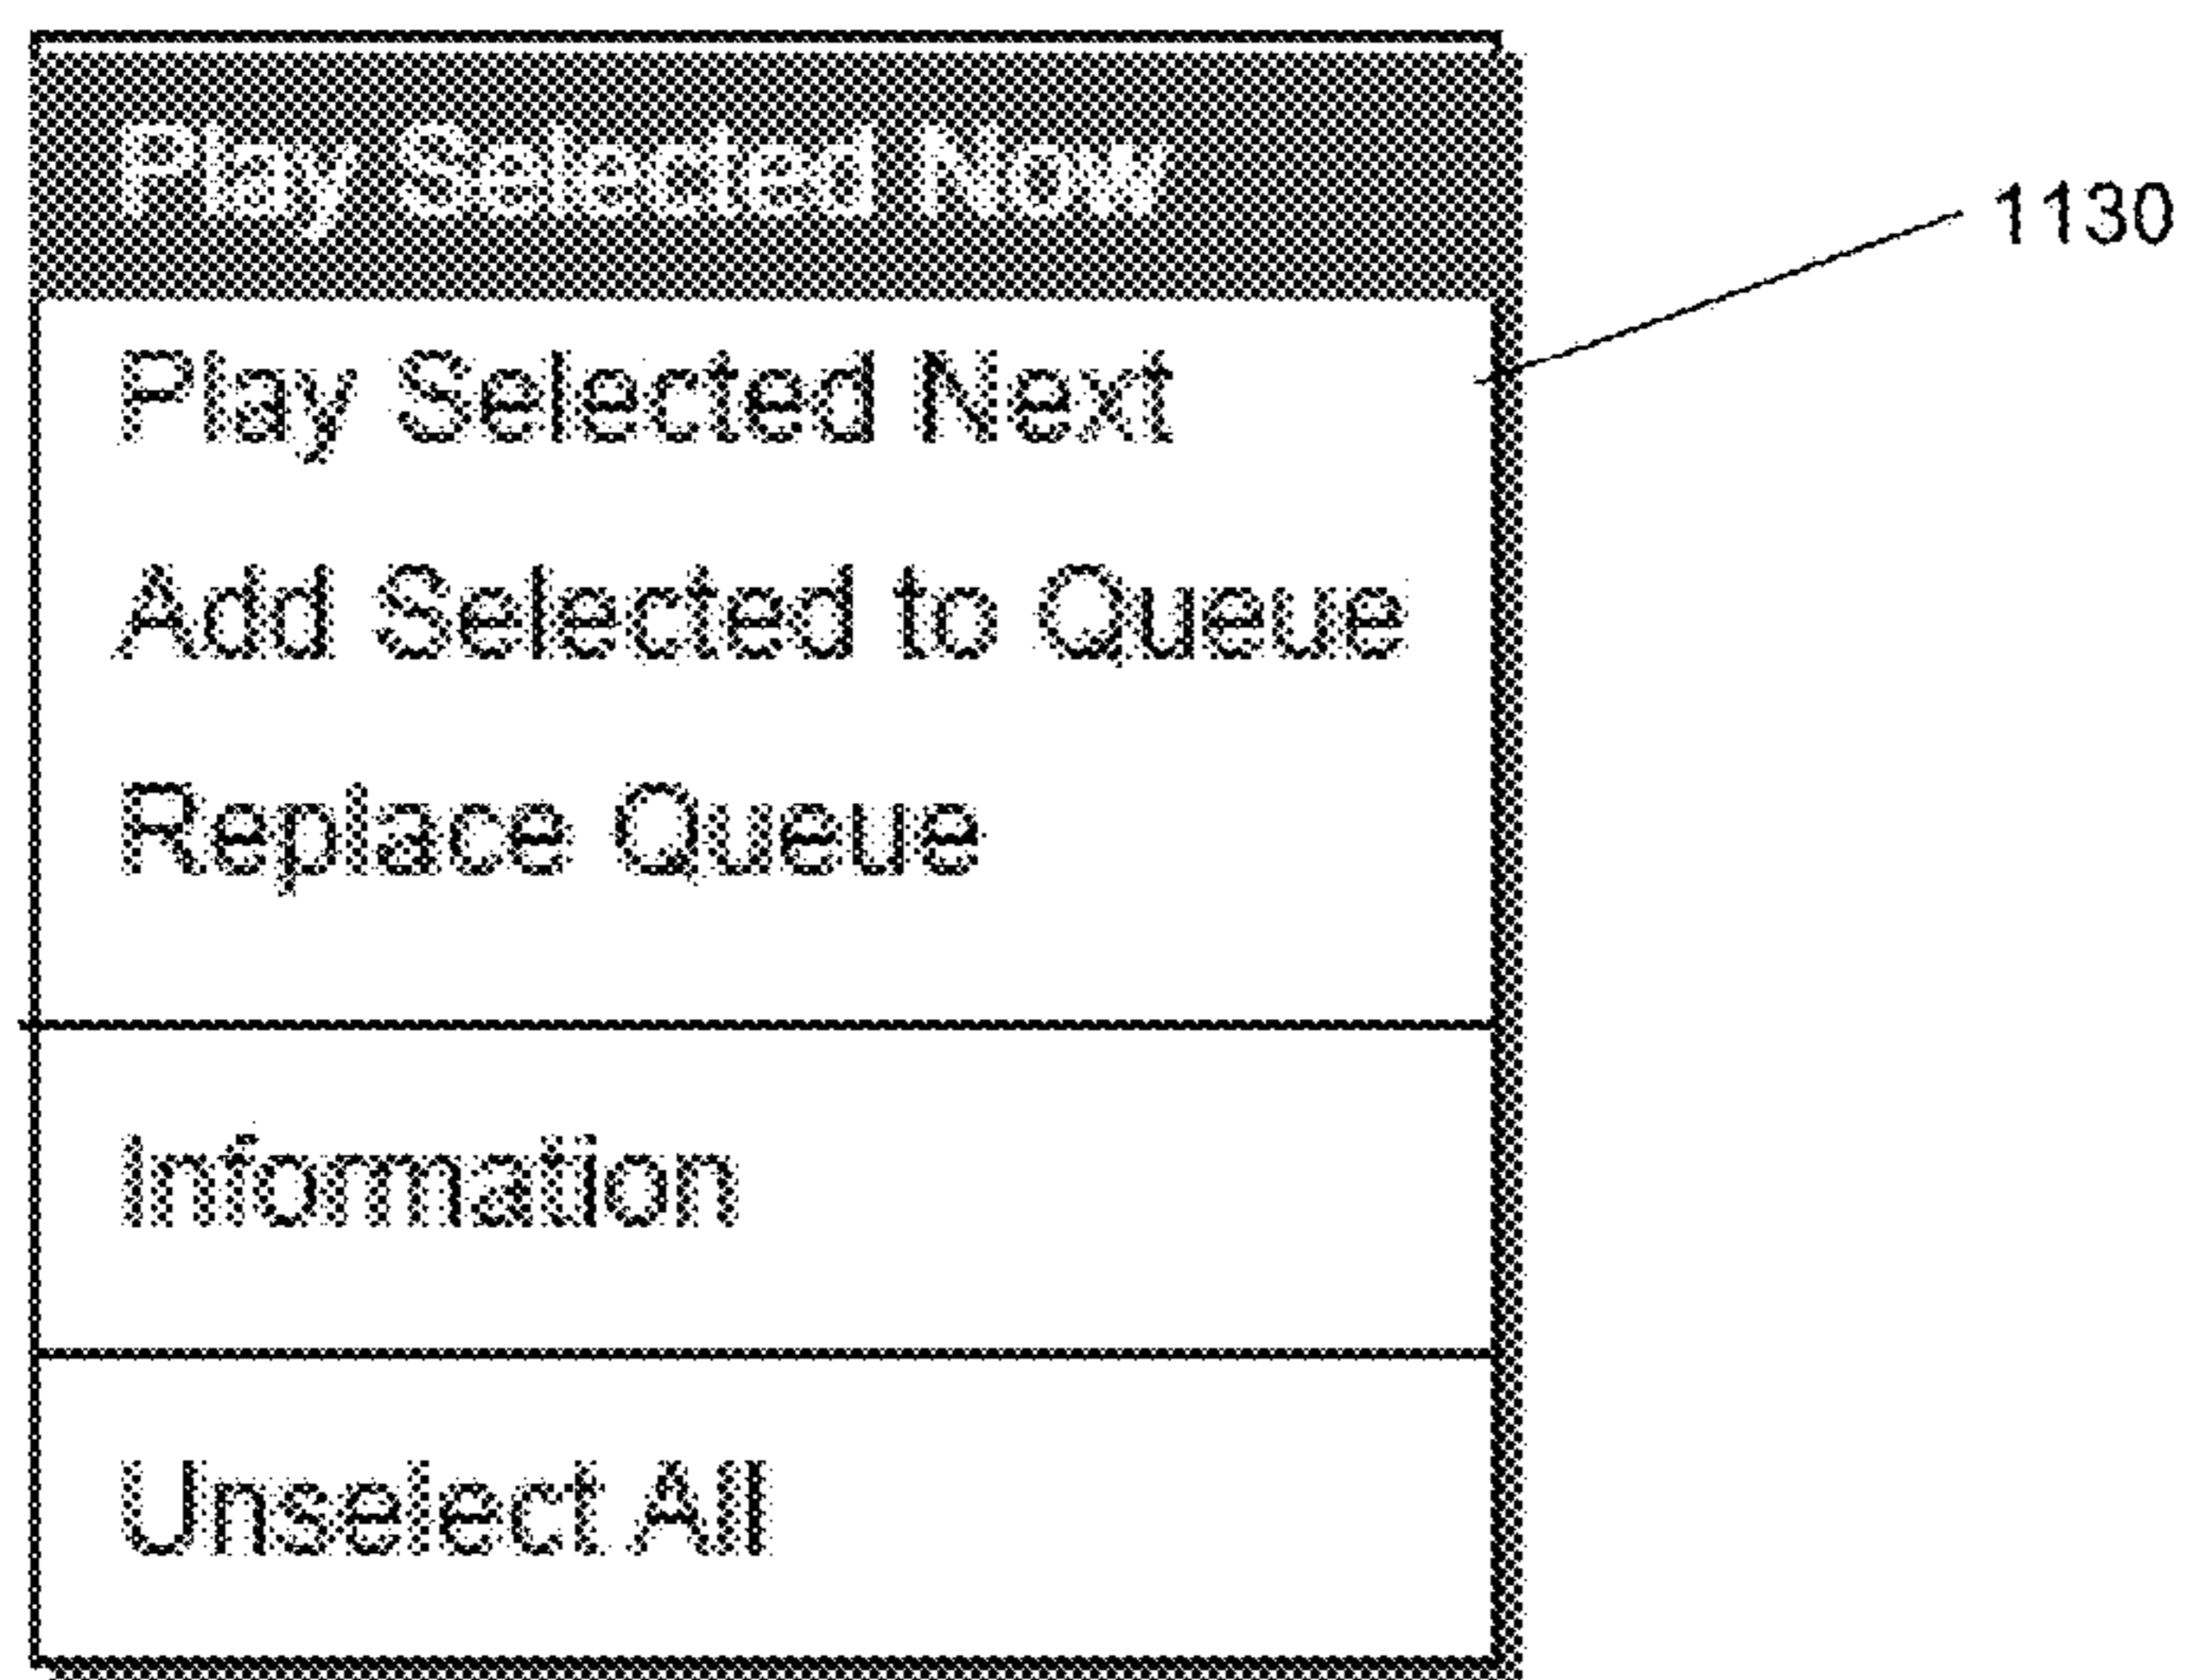 Play Selected Now
1130
Play Selected Next
Add Selected to Queue
Replace Queue
Information
Unselect All